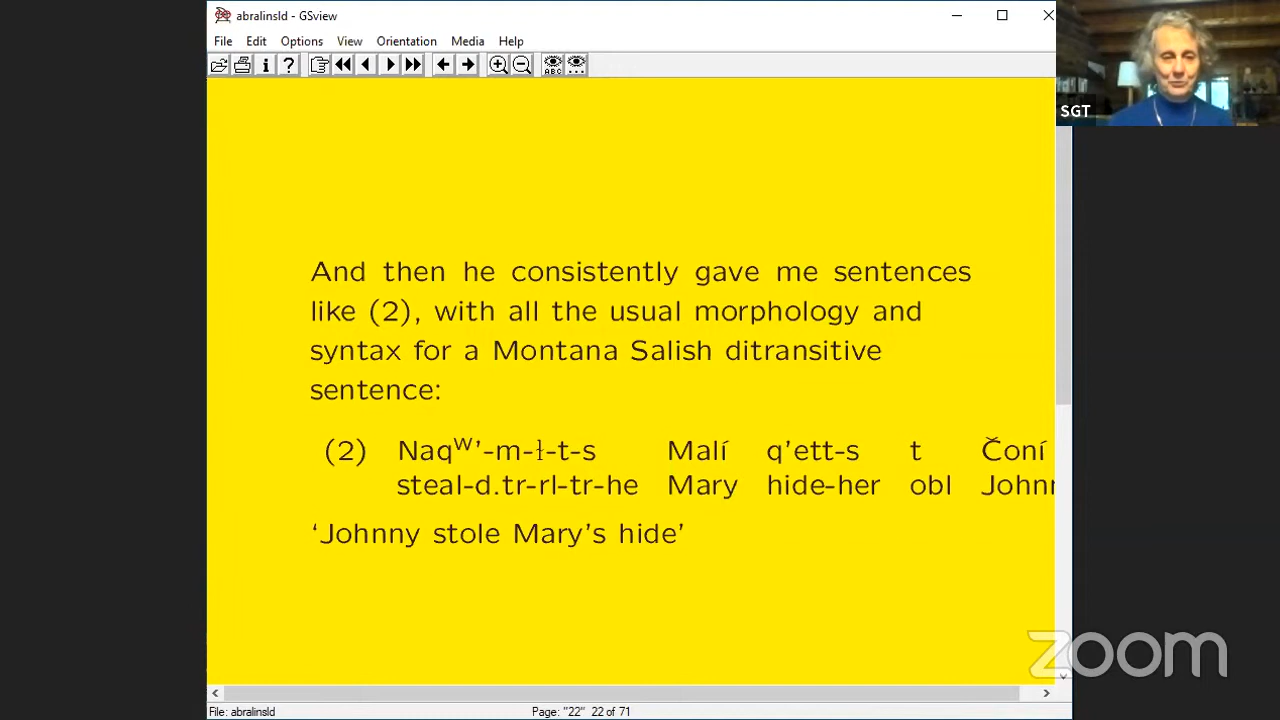 abralinsld - GSview
File Edit Options View Orientation Media Help
SGT
And then he consistently gave me sentences
like (2), with all the usual morphology and
syntax for a Montana Salish ditransitive
sentence:
(2) Naqʷ’-m-ɫ-t-s Malí q’ett-s t Čoní
steal-d.tr-rl-tr-he Mary hide-her obl John
‘Johnny stole Mary’s hide’
zoom
File: abralinsld Page: "22" 22 of 71